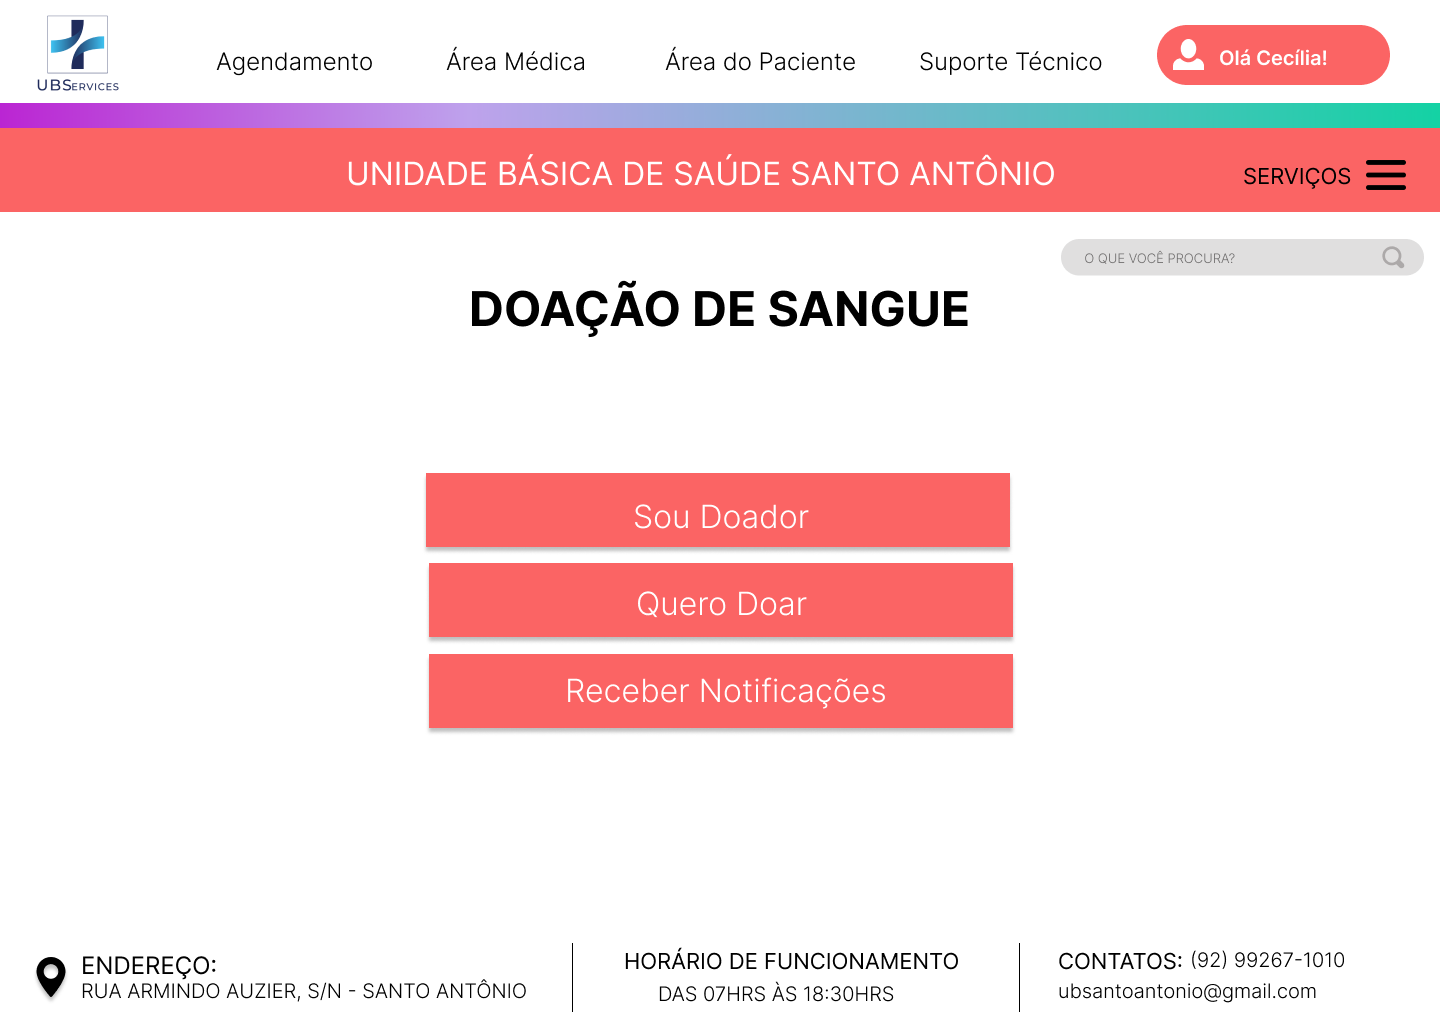 UBServices
Agendamento
Área Médica
Área do Paciente
Suporte Técnico
Olá Cecília!
UNIDADE BÁSICA DE SAÚDE SANTO ANTÔNIO
SERVIÇOS
O QUE VOCÊ PROCURA?
DOAÇÃO DE SANGUE
Sou Doador
Quero Doar
Receber Notificações
ENDEREÇO:
RUA ARMINDO AUZIER, S/N - SANTO ANTÔNIO
HORÁRIO DE FUNCIONAMENTO
DAS 07HRS ÀS 18:30HRS
CONTATOS: (92) 99267-1010
ubsantoantonio@gmail.com